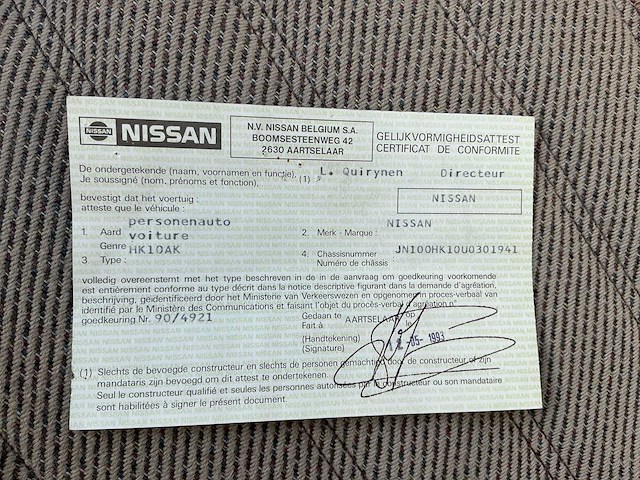 NISSAN NISSAN
N.V. NISSAN BELGIUM S.A.
BOOMSESTEENWEG 42
2630 AARTSELAAR
GELIJKVORMIGHEIDSATTEST
CERTIFICAT DE CONFORMITE
De ondergetekende (naam, voornamen en functie),
Je soussigné (nom, prénoms et fonction),
(1) L. Quirynen Directeur
bevestigt dat het voertuig :
atteste que le véhicule :
NISSAN
1. Aard personenauto
Genre voiture
2. Merk - Marque : NISSAN
3 Type : HK10AK
4. Chassisnummer
Numéro de châssis : JN100HK10U0301941
volledig overeenstemt met het type beschreven in de in de aanvraag om goedkeuring voorkomende
est entièrement conforme au type décrit dans la notice descriptive figurant dans la demande d'agréation,
beschrijving, geidentificeerd door het Ministerie van Verkeerswezen en opgenomen in proces-verbaal van
identifié par le Ministère des Communications et faisant l'objet du procès-verbal d'agréation n°
goedkeuring Nr. 90/4921
Gedaan te
Fait à AARTSELAAR op
le
(Handtekening)
(Signature)
-05-1993
(1) Slechts de bevoegde constructeur en slechts de personen gemachtigd door de constructeur of zijn
mandataris zijn bevoegd om dit attest te ondertekenen.
Seul le constructeur qualifié et seules les personnes autorisées par le constructeur ou son mandataire
sont habilitées à signer le présent document.